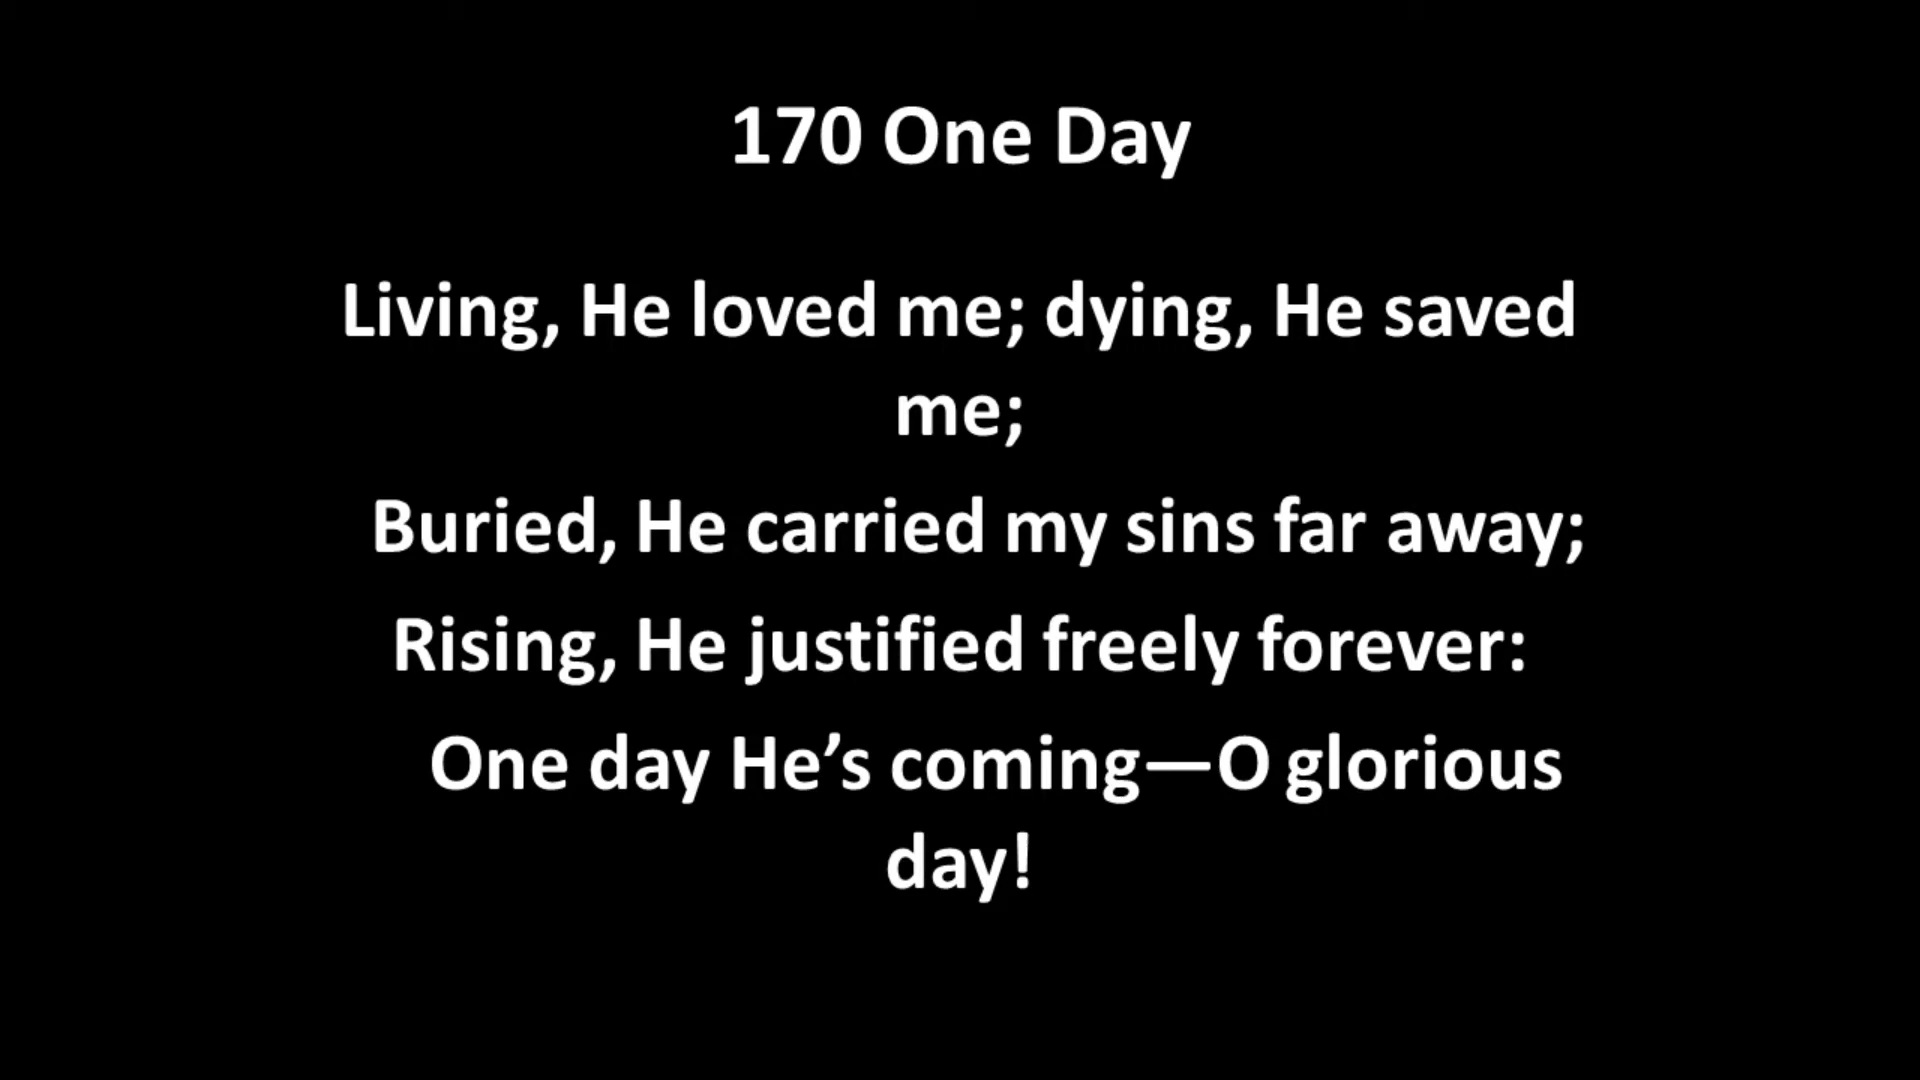 170 One Day
Living, He loved me; dying, He saved
me;
Buried, He carried my sins far away;
Rising, He justified freely forever:
One day He’s coming—O glorious
day!